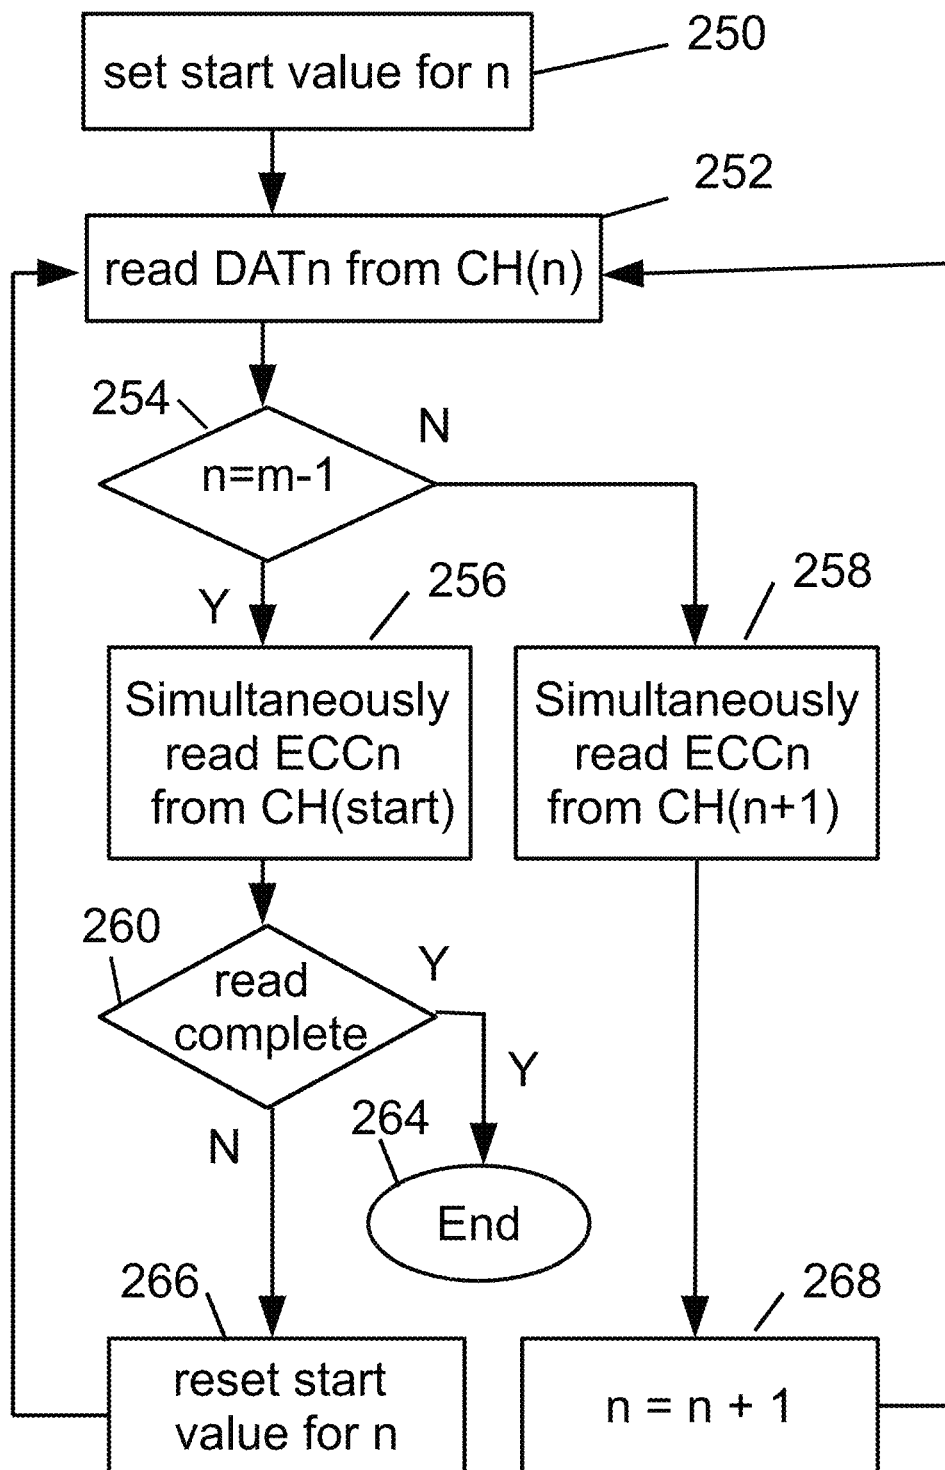 set start value for n
250
252
read DATn from CH(n)
254
n=m-1
N
Y
256
258
Simultaneously
read ECCn
from CH(start)
Simultaneously
read ECCn
from CH(n+1)
260
read
complete
Y
Y
N
264
End
266
268
reset start
value for n
n = n + 1